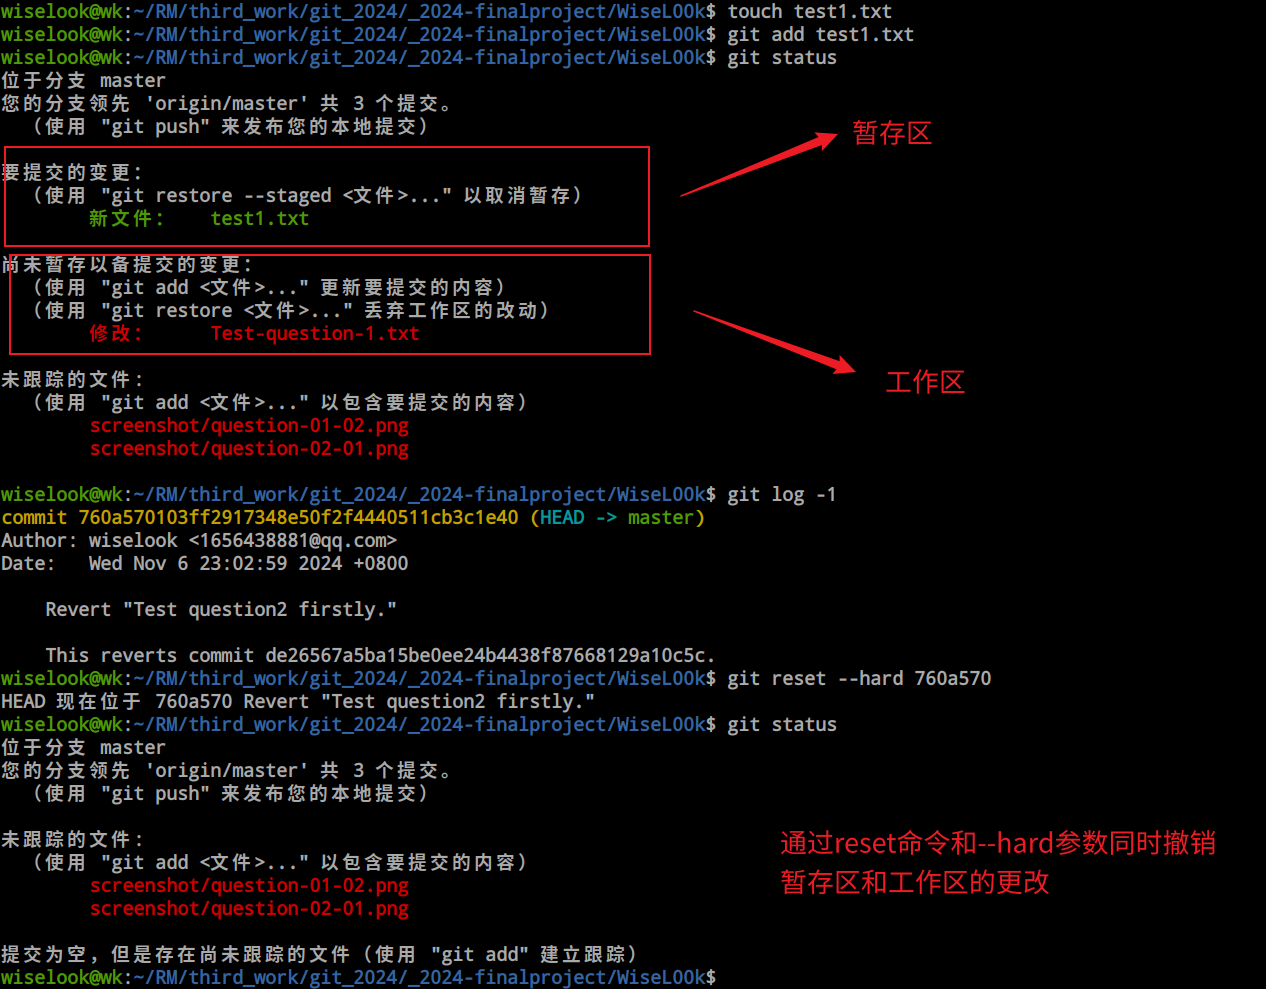 wiselook@wk:~/RM/third_work/git_2024/_2024-finalproject/WiseL00k$ touch test1.txt
wiselook@wk:~/RM/third_work/git_2024/_2024-finalproject/WiseL00k$ git add test1.txt
wiselook@wk:~/RM/third_work/git_2024/_2024-finalproject/WiseL00k$ git status
位于分支 master
您的分支领先 'origin/master' 共 3 个提交。
（使用 "git push" 来发布您的本地提交）
暂存区
要提交的变更：
（使用 "git restore --staged <文件>..." 以取消暂存）
新文件： test1.txt
尚未暂存以备提交的变更：
（使用 "git add <文件>..." 更新要提交的内容）
（使用 "git restore <文件>..." 丢弃工作区的改动）
修改： Test-question-1.txt
工作区
未跟踪的文件：
（使用 "git add <文件>..." 以包含要提交的内容）
screenshot/question-01-02.png
screenshot/question-02-01.png
wiselook@wk:~/RM/third_work/git_2024/_2024-finalproject/WiseL00k$ git log -1
commit 760a570103ff2917348e50f2f4440511cb3c1e40 (HEAD -> master)
Author: wiselook <1656438881@qq.com>
Date:   Wed Nov 6 23:02:59 2024 +0800
Revert "Test question2 firstly."
This reverts commit de26567a5ba15be0ee24b4438f87668129a10c5c.
wiselook@wk:~/RM/third_work/git_2024/_2024-finalproject/WiseL00k$ git reset --hard 760a570
HEAD 现在位于 760a570 Revert "Test question2 firstly."
wiselook@wk:~/RM/third_work/git_2024/_2024-finalproject/WiseL00k$ git status
位于分支 master
您的分支领先 'origin/master' 共 3 个提交。
（使用 "git push" 来发布您的本地提交）
未跟踪的文件：
（使用 "git add <文件>..." 以包含要提交的内容）
screenshot/question-01-02.png
screenshot/question-02-01.png
通过reset命令和--hard参数同时撤销
暂存区和工作区的更改
提交为空，但是存在尚未跟踪的文件（使用 "git add" 建立跟踪）
wiselook@wk:~/RM/third_work/git_2024/_2024-finalproject/WiseL00k$